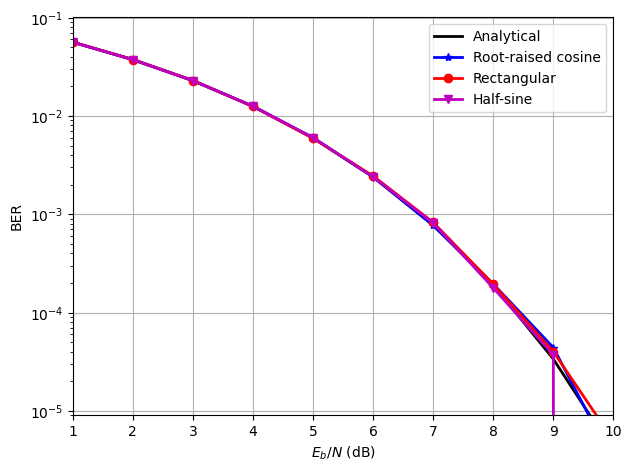 10⁻¹
10⁻²
10⁻³
10⁻⁴
10⁻⁵
BER
Analytical
Root-raised cosine
Rectangular
Half-sine
1 2 3 4 5 6 7 8 9 10
E_b/N (dB)